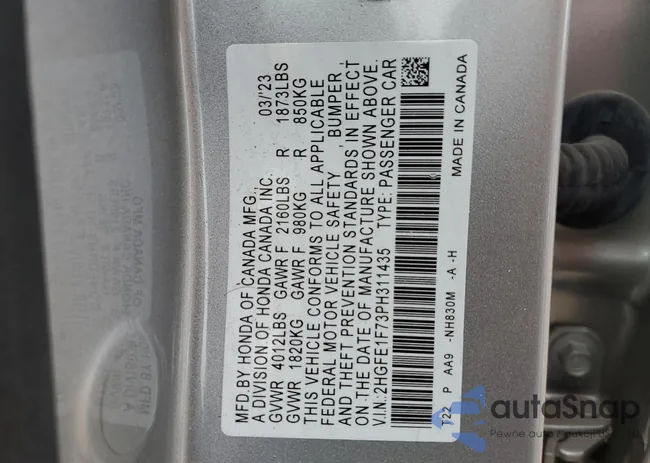 MFD.BY HONDA OF CANADA MFG., 03/'23
A DIVISION OF HONDA CANADA INC.
GVWR 4012LBS GAWR F 2160LBS R 1873LBS
GVWR 1820KG GAWR F 980KG R 850KG
THIS VEHICLE CONFORMS TO ALL APPLICABLE
FEDERAL MOTOR VEHICLE SAFETY , BUMPER ,
AND THEFT PREVENTION STANDARDS IN EFFECT
ON THE DATE OF MANUFACTURE SHOWN ABOVE.
V.I.N.: 2HGFE1F73PH311435 TYPE: PASSENGER CAR
T22 P AA9 -NH830M -A -H MADE IN CANADA
autoSnap